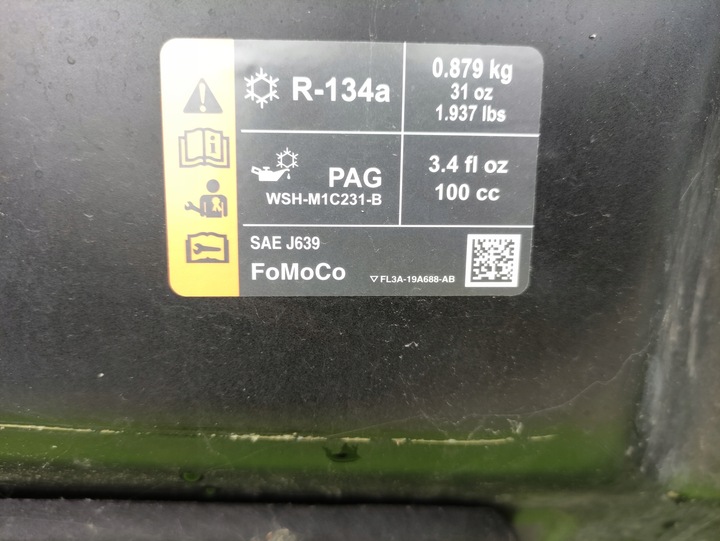 R-134a
0.879 kg
31 oz
1.937 lbs
PAG
WSH-M1C231-B
3.4 fl oz
100 cc
SAE J639
FoMoCo
FL3A-19A688-AB